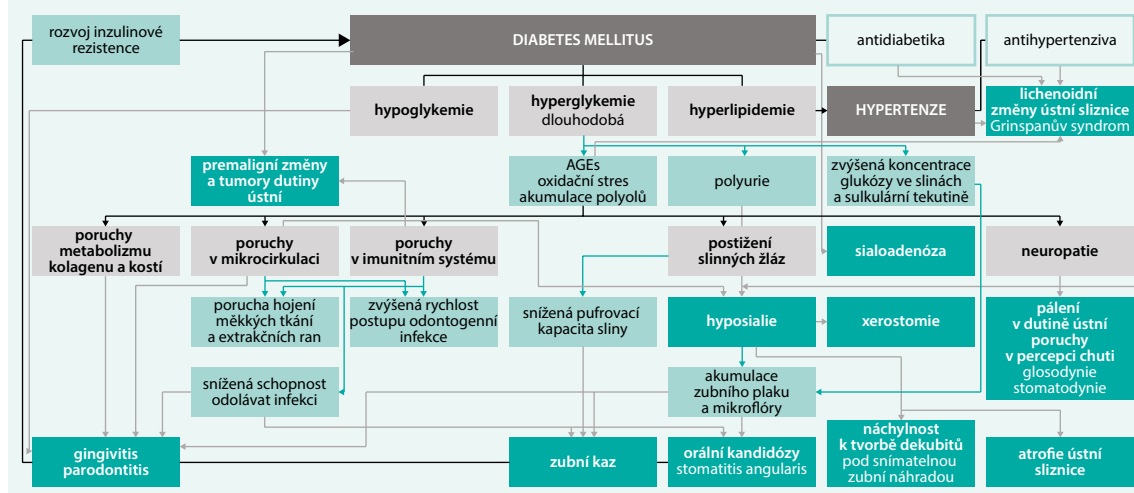 rozvoj inzulinové
rezistence
DIABETES MELLITUS
antidiabetika
antihypertenziva
hypoglykemie
hyperglykemie
dlouhodobá
hyperlipidemie
HYPERTENZE
lichenoidní
změny ústní sliznice
Grinspanův syndrom
premaligní změny
a tumory dutiny
ústní
AGEs
oxidační stres
akumulace polyolů
polyurie
zvýšená koncentrace
glukózy ve slinách
a sulkulární tekutině
poruchy
metabolizmu
kolagenu a kostí
poruchy
v mikrocirkulaci
poruchy
v imunitním systému
postižení
slinných žláz
sialoadenóza
neuropatie
porucha hojení
měkkých tkání
a extrakčních ran
zvýšená rychlost
postupu odontogenní
infekce
snížená pufrovací
kapacita sliny
hyposialie
xerostomie
pálení
v dutině ústní
poruchy
v percepci chuti
glosodynie
stomatodynie
snížená schopnost
odolávat infekci
akumulace
zubního plaku
a mikroflóry
gingivitis
parodontitis
zubní kaz
orální kandidózy
stomatitis angularis
náchylnost
k tvorbě dekubitů
pod snímatelnou
zubní náhradou
atrofie ústní
sliznice